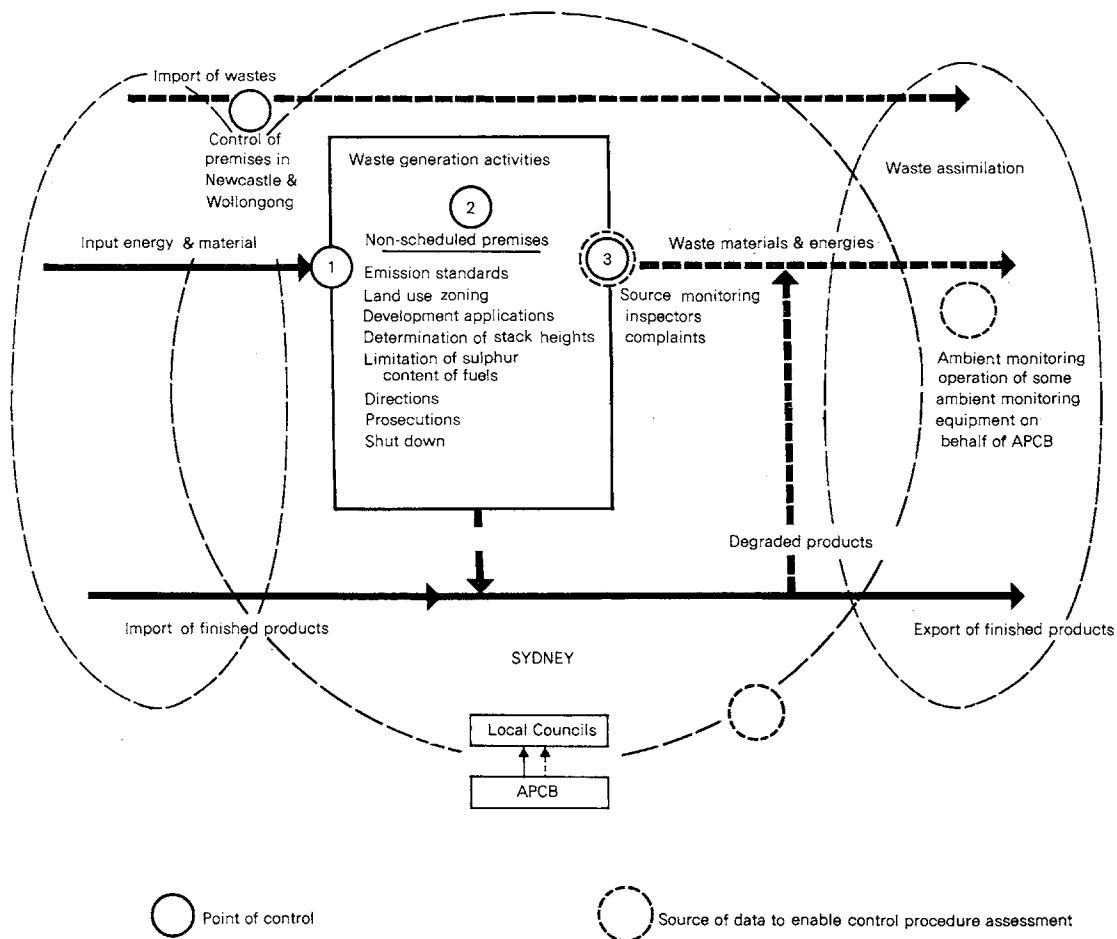 Import of wastes
Control of
premises in
Newcastle &
Wollongong
Waste generation activities
2
Non-scheduled premises
Emission standards
Land use zoning
Development applications
Determination of stack heights
Limitation of sulphur
content of fuels
Directions
Prosecutions
Shut down
Input energy & material
1
3
Waste materials & energies
Source monitoring
inspectors
complaints
Waste assimilation
Ambient monitoring
operation of some
ambient monitoring
equipment on
behalf of APCB
Degraded products
Import of finished products
Export of finished products
SYDNEY
Local Councils
APCB
Point of control
Source of data to enable control procedure assessment